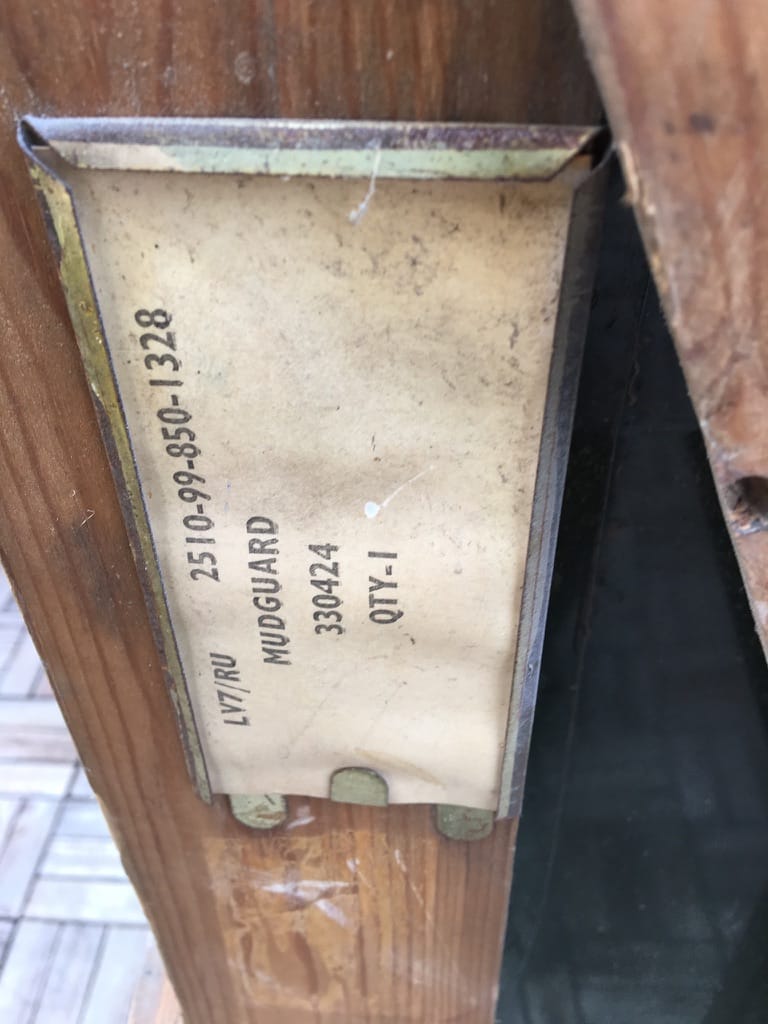 LV7/RU 2510-99-850-1328
MUDGUARD
330424
QTY-1